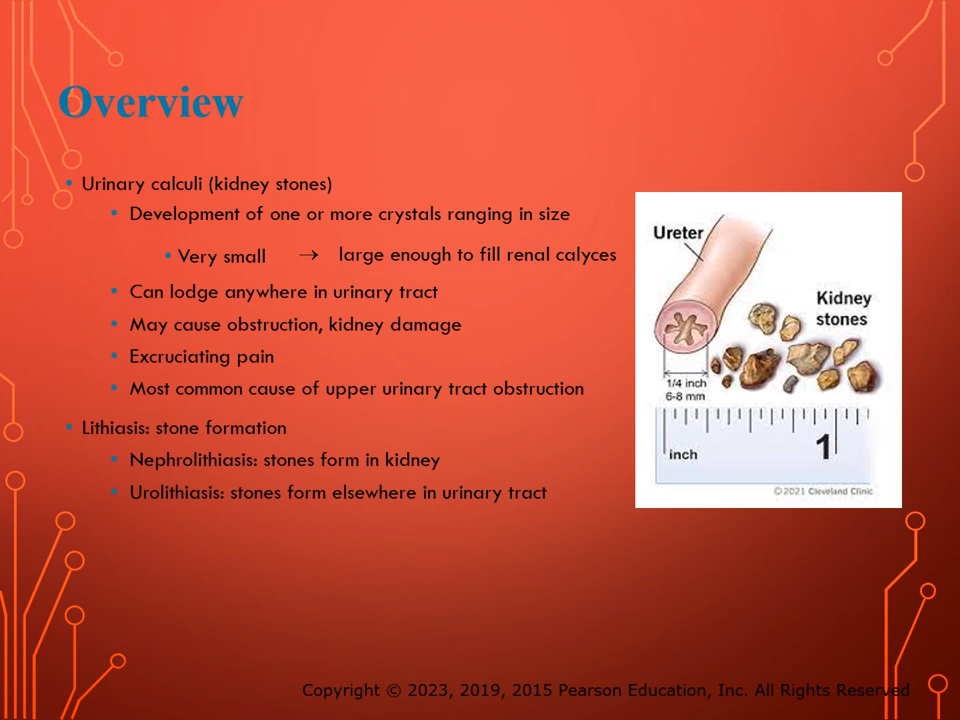 Overview
• Urinary calculi (kidney stones)
• Development of one or more crystals ranging in size
• Very small → large enough to fill renal calyces
• Can lodge anywhere in urinary tract
• May cause obstruction, kidney damage
• Excruciating pain
• Most common cause of upper urinary tract obstruction
• Lithiasis: stone formation
• Nephrolithiasis: stones form in kidney
• Urolithiasis: stones form elsewhere in urinary tract
Ureter
Kidney
stones
1/4 inch
6-8 mm
inch
1
©2021 Cleveland Clinic
Copyright © 2023, 2019, 2015 Pearson Education, Inc. All Rights Reserved